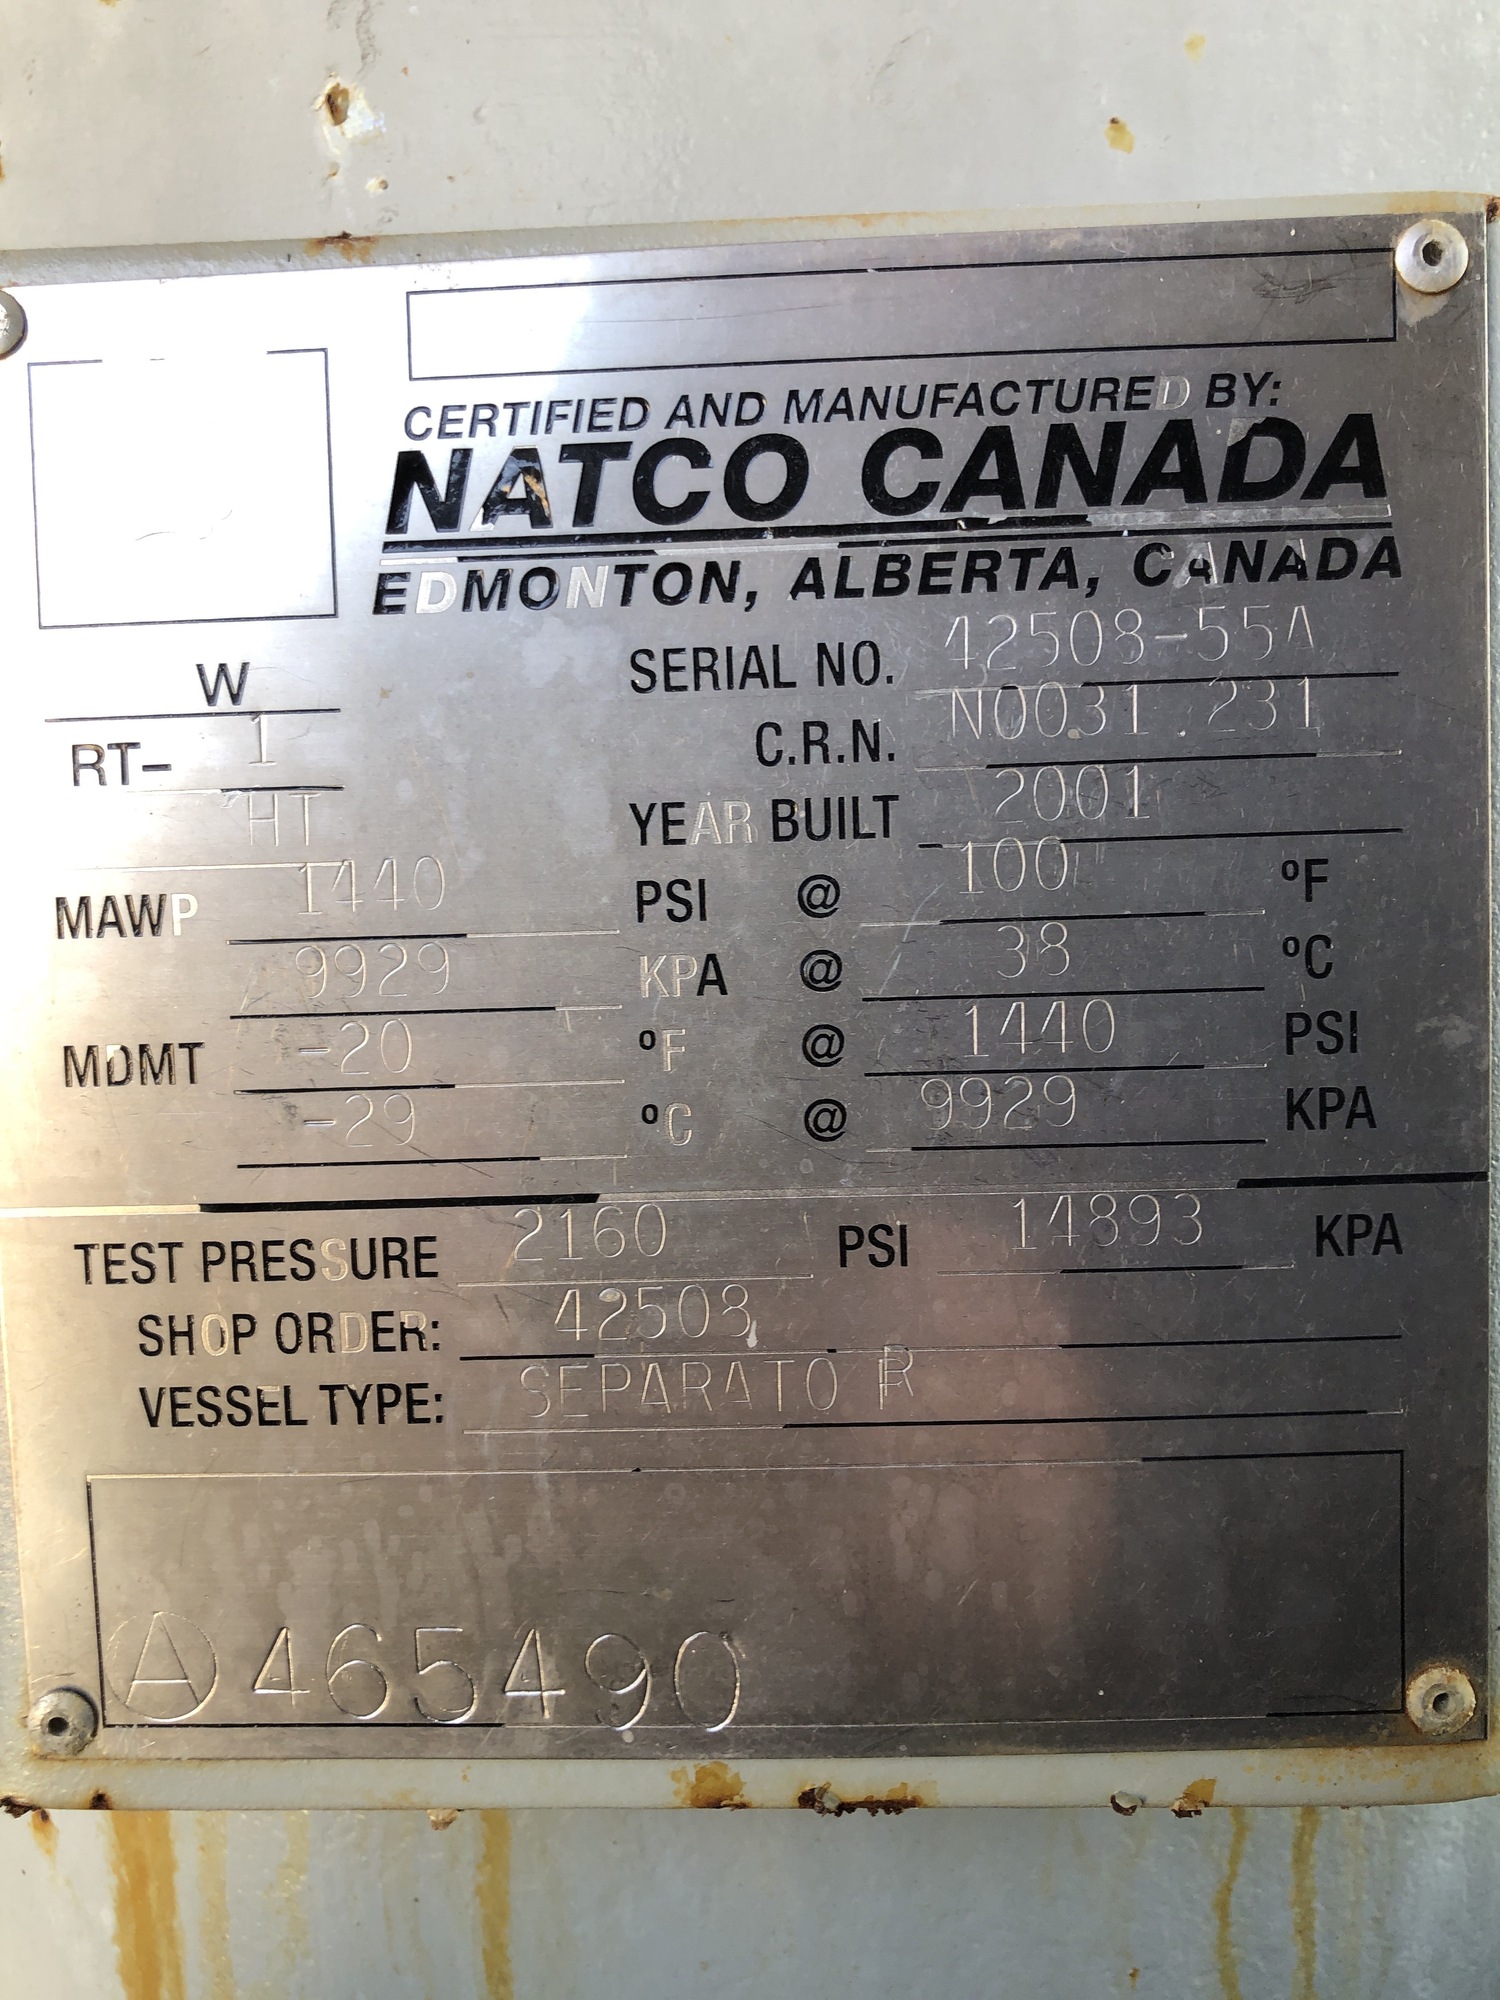 CERTIFIED AND MANUFACTURED BY:
NATCO CANADA
EDMONTON, ALBERTA, CANADA
W
SERIAL NO. 42508-55A
RT- 1
C.R.N. N0031.231
HT
YEAR BUILT 2001
MAWP 1440 PSI @ 100 °F
9929 KPA @ 38 °C
MDMT -20 °F @ 1440 PSI
-29 °C @ 9929 KPA
TEST PRESSURE 2160 PSI 14893 KPA
SHOP ORDER: 42508
VESSEL TYPE: SEPARATO R
A 465490